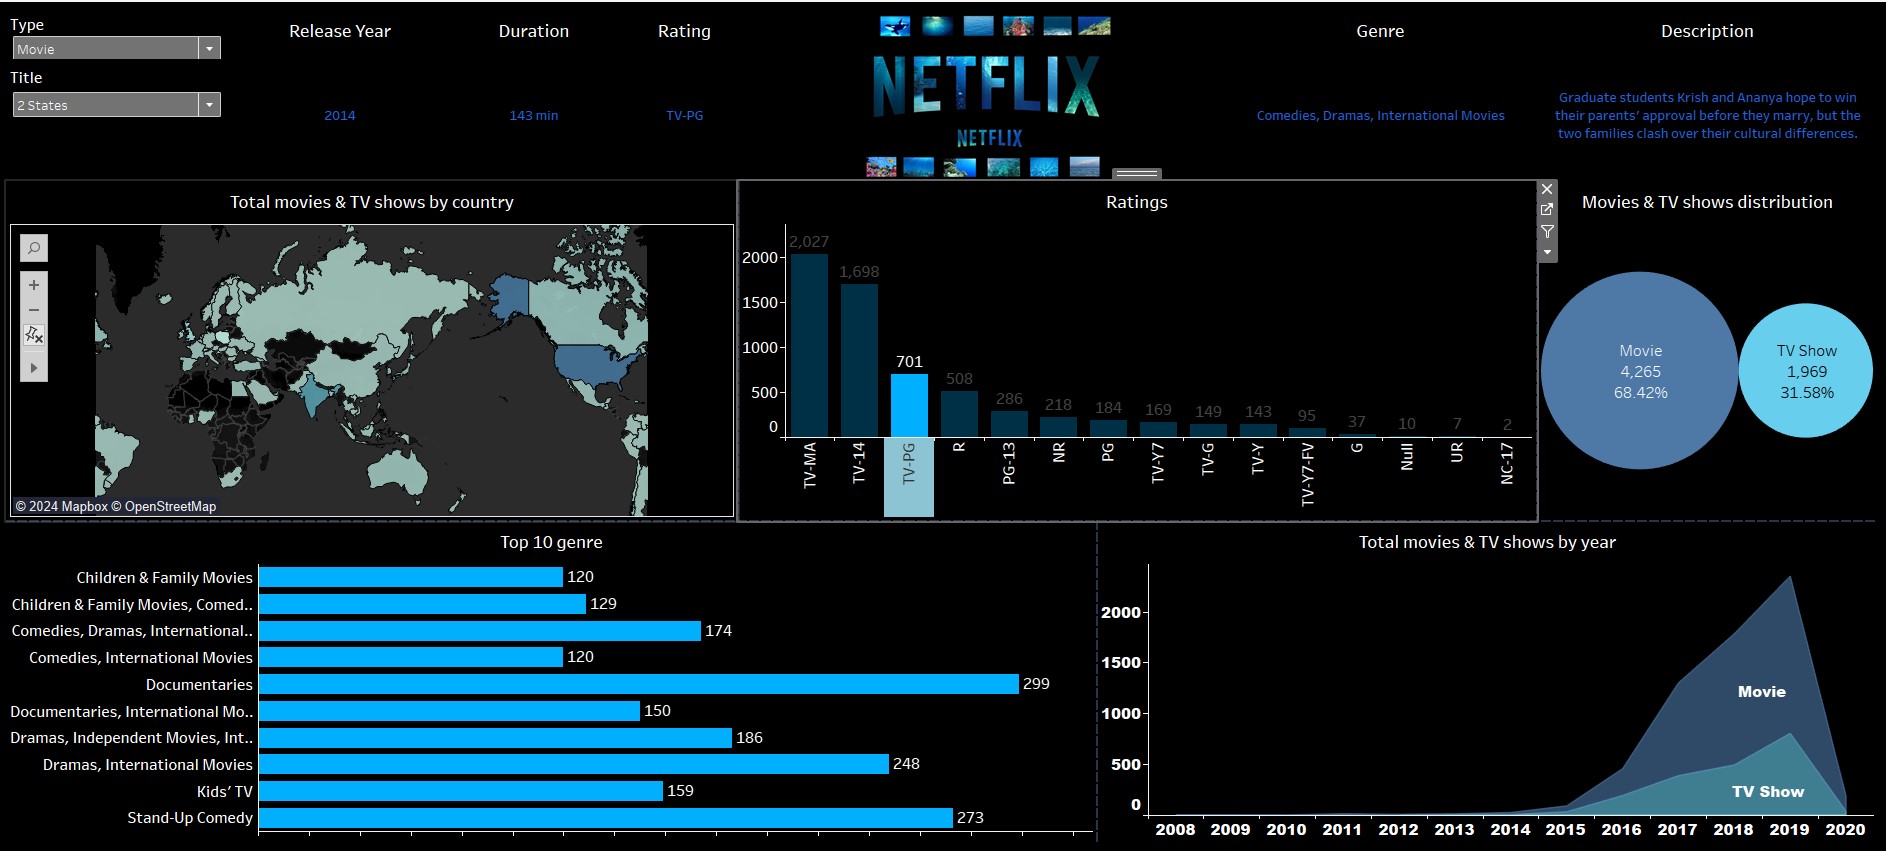 Type
Movie
Title
2 States
Release Year
2014
Duration
143 min
Rating
TV-PG
NETFLIX
NETFLIX
Genre
Comedies, Dramas, International Movies
Description
Graduate students Krish and Ananya hope to win
their parents' approval before they marry, but the
two families clash over their cultural differences.
Total movies & TV shows by country
© 2024 Mapbox © OpenStreetMap
Ratings
2000
1500
1000
500
0
2,027
1,698
701
508
286
218
184
169
149
143
95
37
10
7
2
TV-MA
TV-14
TV-PG
R
PG-13
NR
PG
TV-Y7
TV-G
TV-Y
TV-Y7-FV
G
Null
UR
NC-17
Movies & TV shows distribution
Movie
4,265
68.42%
TV Show
1,969
31.58%
Top 10 genre
Children & Family Movies 120
Children & Family Movies, Comed.. 129
Comedies, Dramas, International.. 174
Comedies, International Movies 120
Documentaries 299
Documentaries, International Mo.. 150
Dramas, Independent Movies, Int.. 186
Dramas, International Movies 248
Kids' TV 159
Stand-Up Comedy 273
Total movies & TV shows by year
2000
1500
1000
500
0
Movie
TV Show
2008 2009 2010 2011 2012 2013 2014 2015 2016 2017 2018 2019 2020